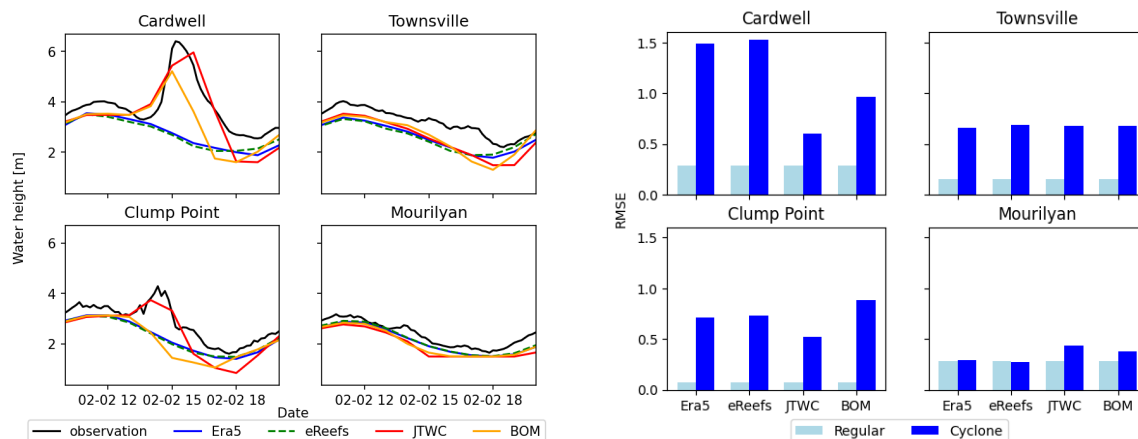 Cardwell
Townsville
6
4
2
Water height [m]
Clump Point
Mourilyan
6
4
2
02-02 12 02-02 15 02-02 18
02-02 12 02-02 15 02-02 18
Date
observation Era5 eReefs JTWC BOM
Cardwell
Townsville
1.5
1.0
0.5
0.0
RMSE
Clump Point
Mourilyan
1.5
1.0
0.5
0.0
Era5 eReefs JTWC BOM
Era5 eReefs JTWC BOM
Regular Cyclone